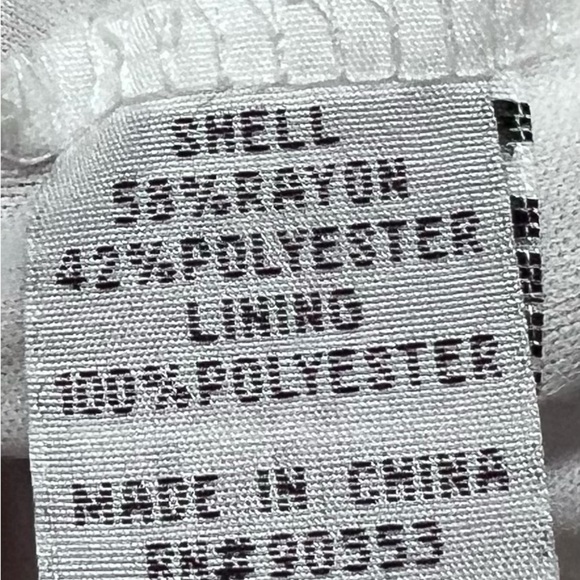 SHELL
58%RAYON
42%POLYESTER
LINING
100%POLYESTER
MADE IN CHINA
RN#90553